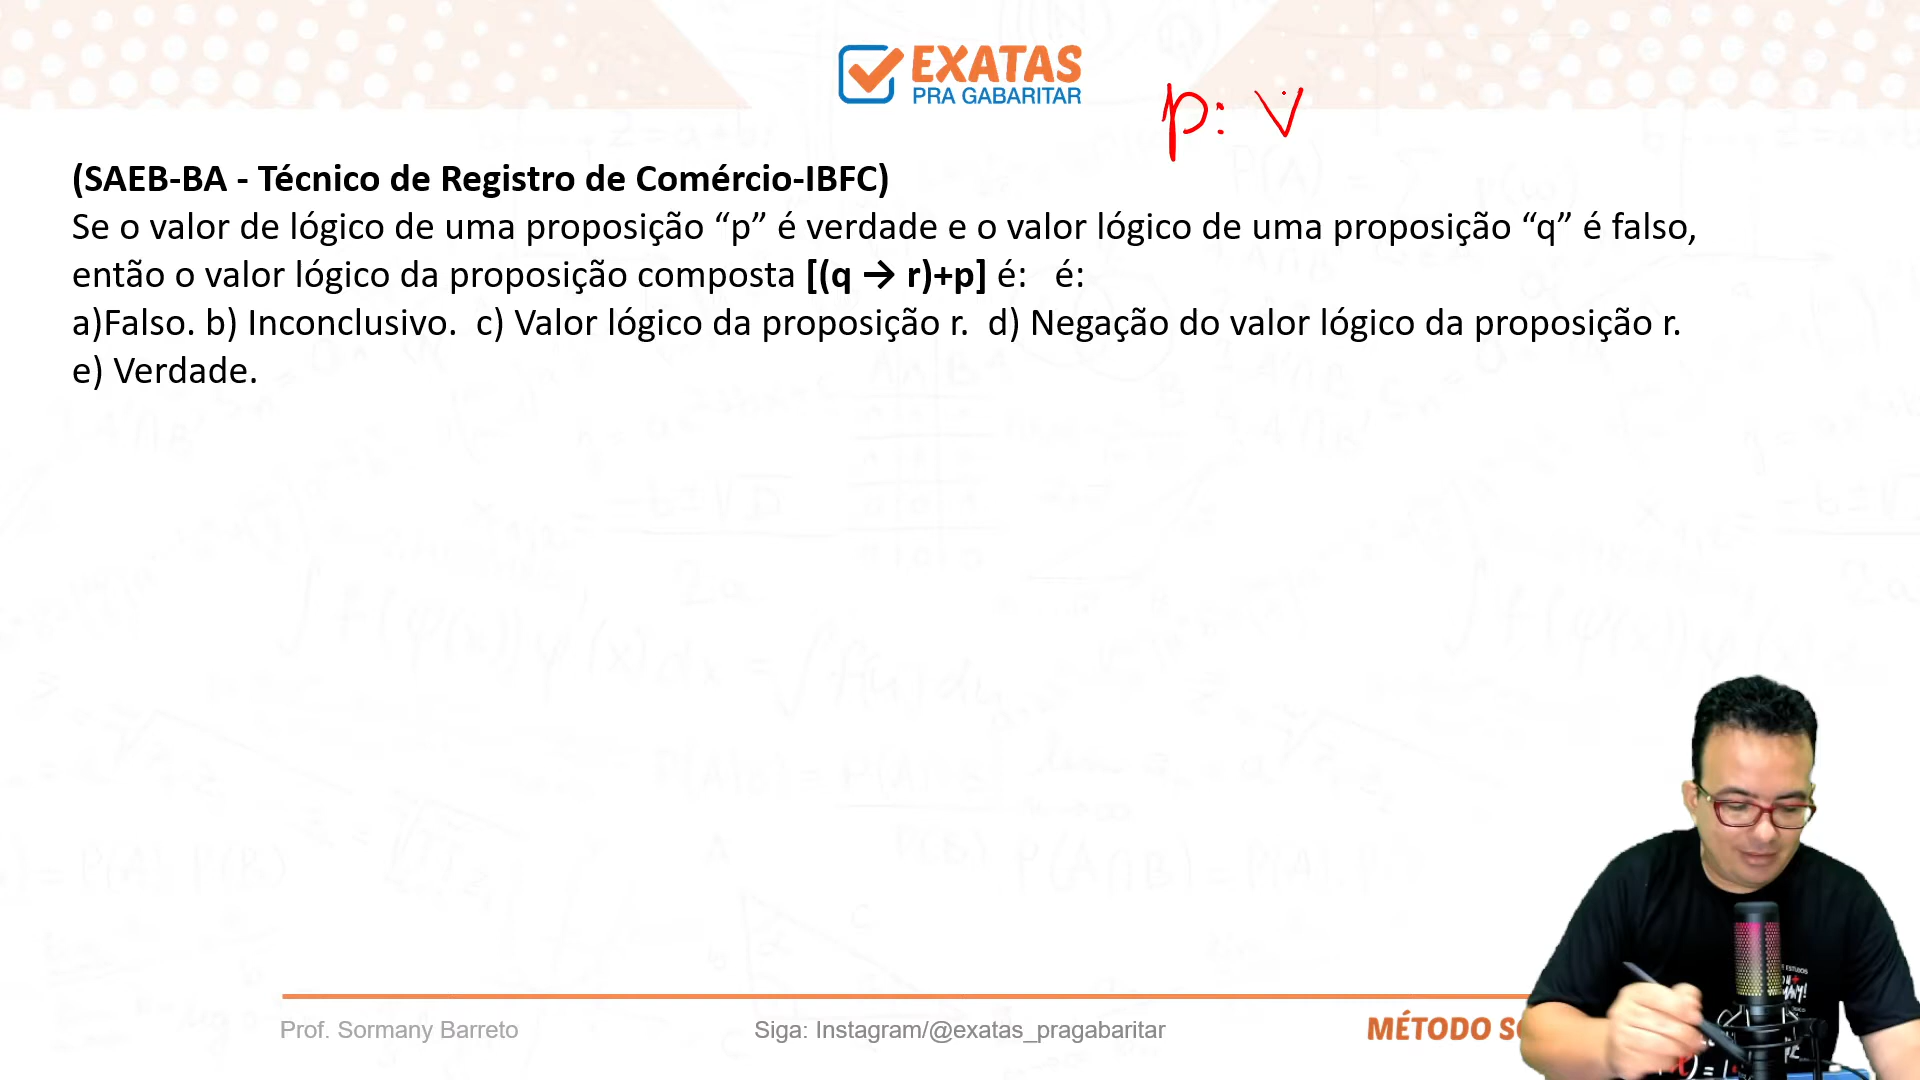 EXATAS
PRA GABARITAR
p: V
(SAEB-BA - Técnico de Registro de Comércio-IBFC)
Se o valor de lógico de uma proposição “p” é verdade e o valor lógico de uma proposição “q” é falso,
então o valor lógico da proposição composta [(q → r)+p] é:   é:
a)Falso. b) Inconclusivo.  c) Valor lógico da proposição r.  d) Negação do valor lógico da proposição r.
e) Verdade.
Prof. Sormany Barreto
Siga: Instagram/@exatas_pragabaritar
MÉTODO